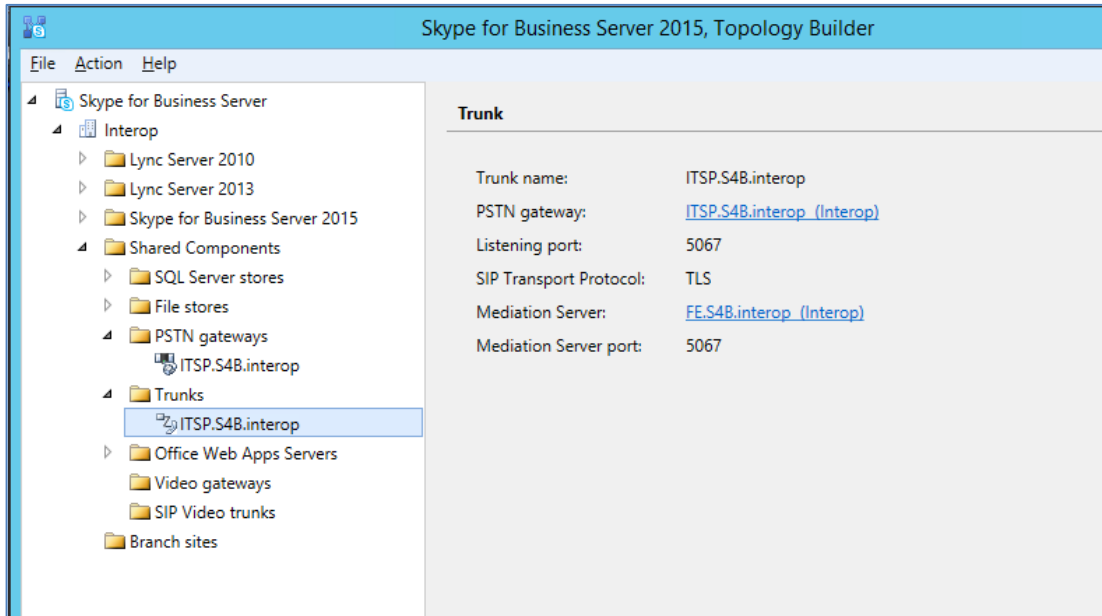 Skype for Business Server 2015, Topology Builder
File Action Help
Skype for Business Server
Interop
Lync Server 2010
Lync Server 2013
Skype for Business Server 2015
Shared Components
SQL Server stores
File stores
PSTN gateways
ITSP.S4B.interop
Trunks
ITSP.S4B.interop
Office Web Apps Servers
Video gateways
SIP Video trunks
Branch sites
Trunk
Trunk name: ITSP.S4B.interop
PSTN gateway: ITSP.S4B.interop (Interop)
Listening port: 5067
SIP Transport Protocol: TLS
Mediation Server: FE.S4B.interop (Interop)
Mediation Server port: 5067